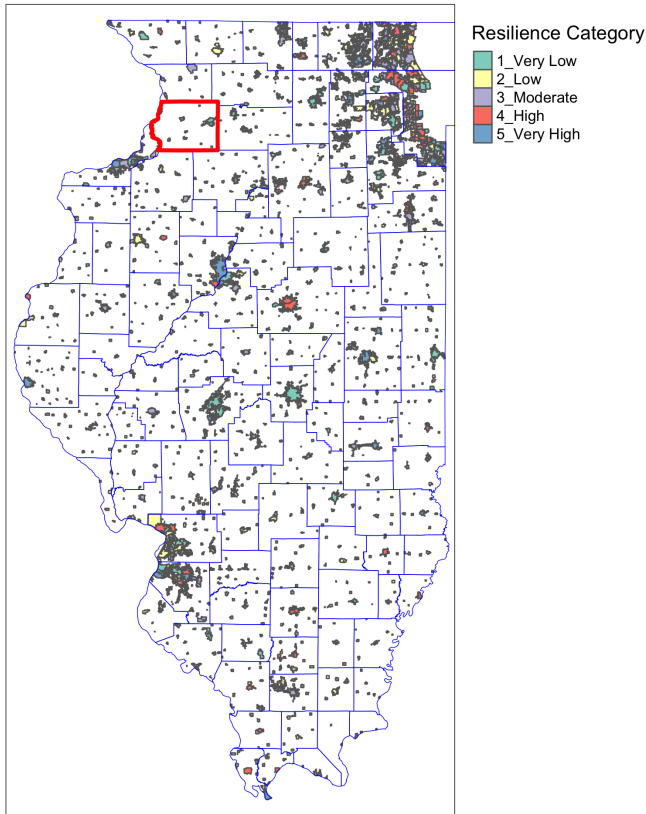 Resilience Category
1_Very Low
2_Low
3_Moderate
4_High
5_Very High